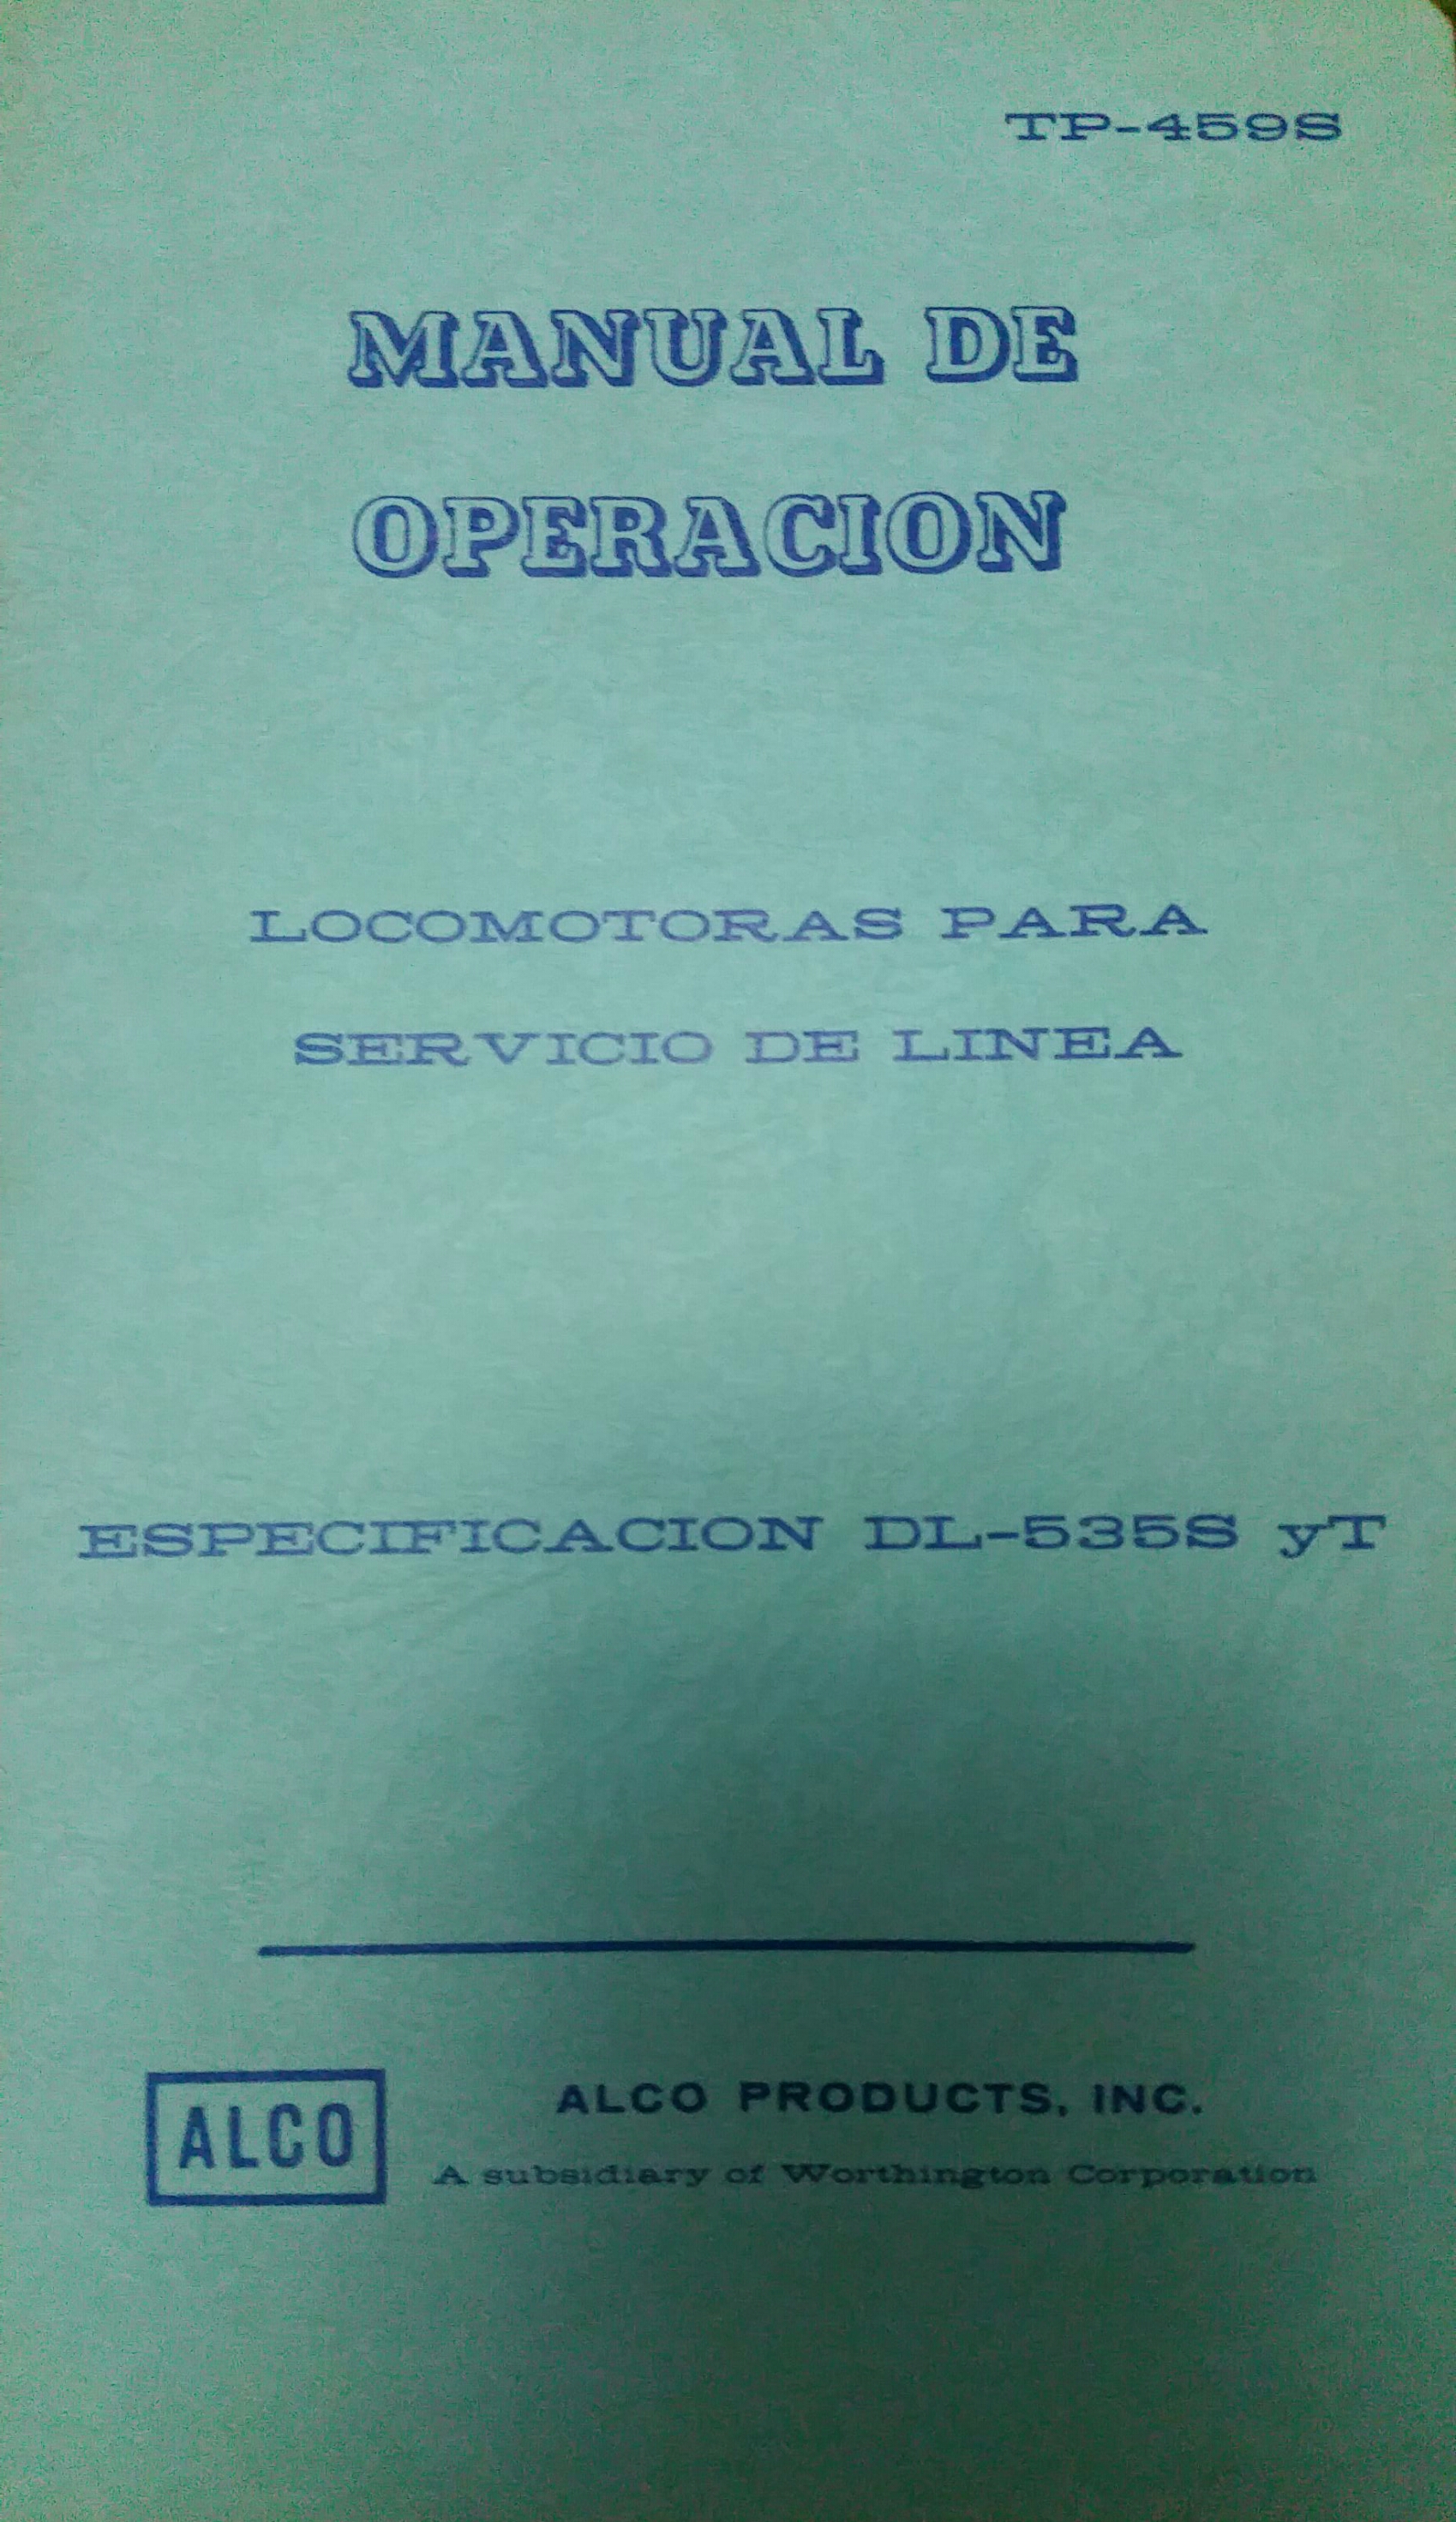 TP-459S
MANUAL DE
OPERACION
LOCOMOTORAS PARA
SERVICIO DE LINEA
ESPECIFICACION DL-535S yT
ALCO
ALCO PRODUCTS, INC.
A subsidiary of Worthington Corporation